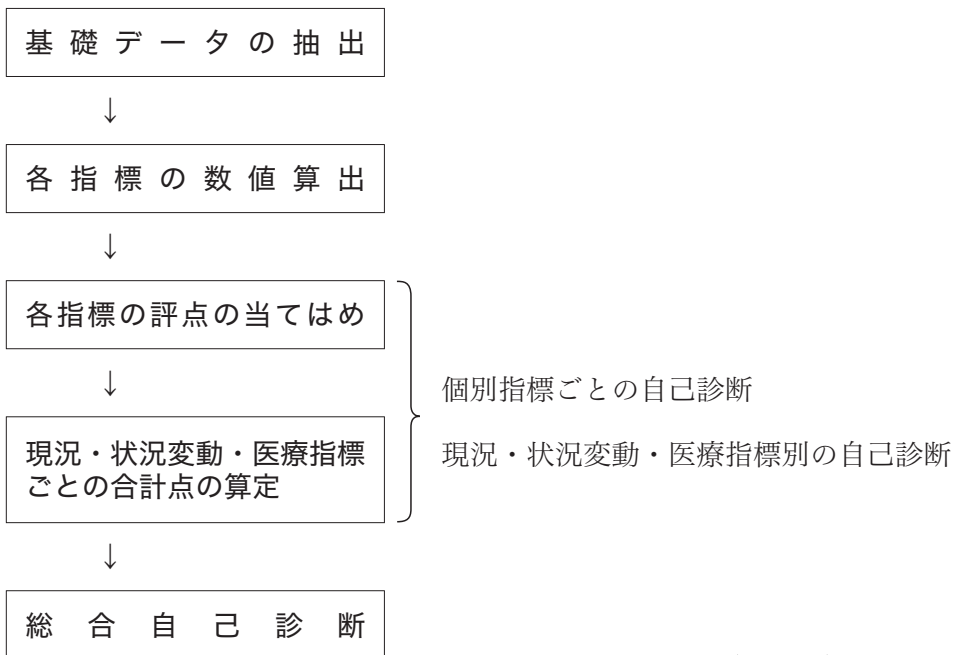 基礎データの抽出
↓
各指標の数値算出
↓
各指標の評点の当てはめ
↓
個別指標ごとの自己診断
現況・状況変動・医療指標
ごとの合計点の算定
現況・状況変動・医療指標別の自己診断
↓
総合自己診断